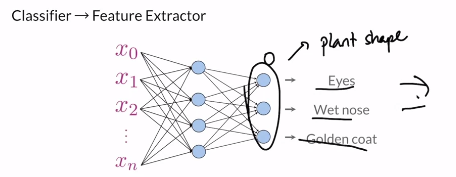 Classifier → Feature Extractor
plant shape
x₀
x₁
x₂
⋮
xₙ
→ Eyes
→ Wet nose
→ Golden coat